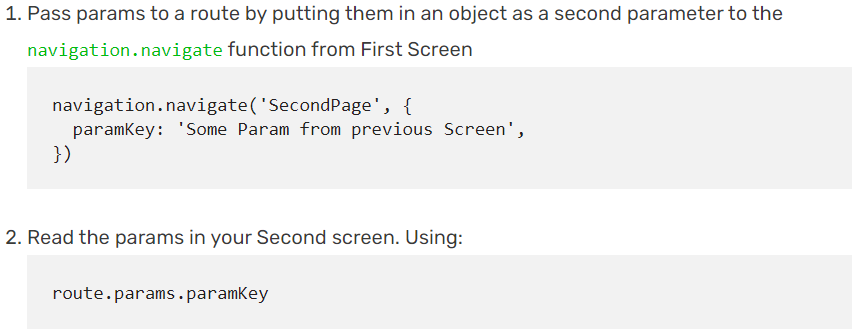 1. Pass params to a route by putting them in an object as a second parameter to the
navigation.navigate function from First Screen
navigation.navigate('SecondPage', {
  paramKey: 'Some Param from previous Screen',
})
2. Read the params in your Second screen. Using:
route.params.paramKey